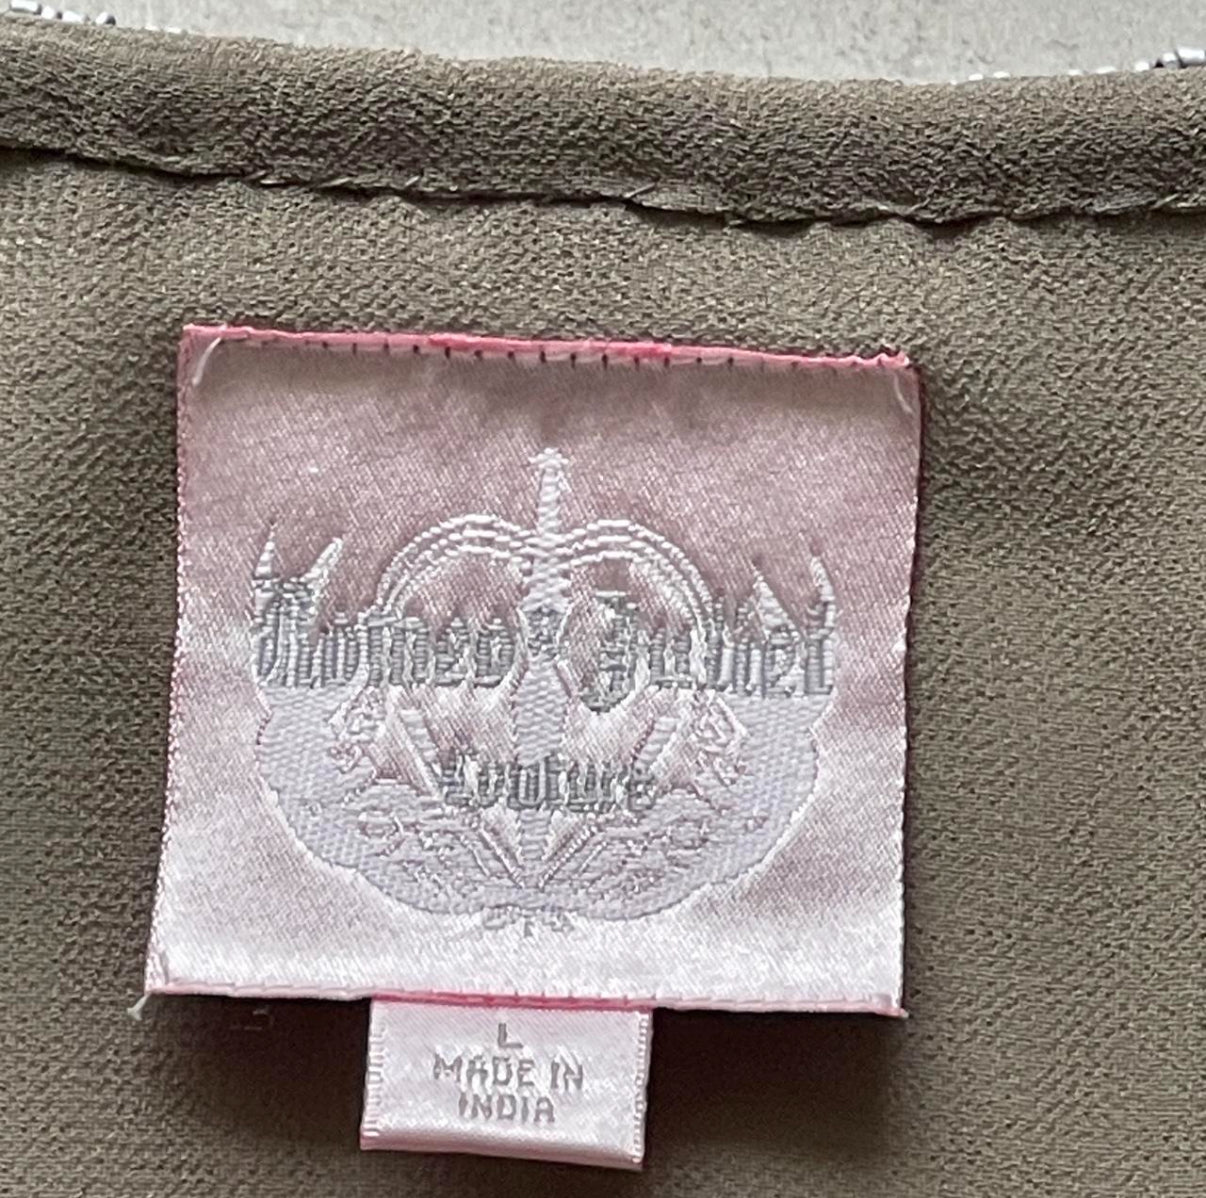 Romeo & Juliet
Couture
L
MADE IN
INDIA